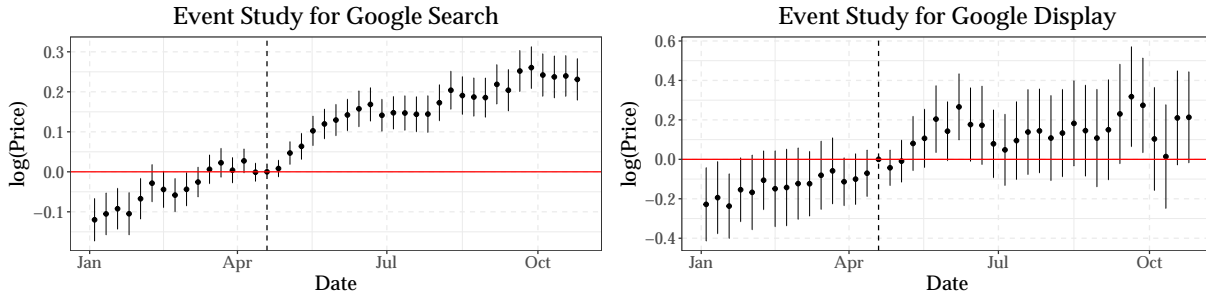 Event Study for Google Search
log(Price)
0.3
0.2
0.1
0.0
−0.1
Jan
Apr
Jul
Oct
Date
Event Study for Google Display
log(Price)
0.6
0.4
0.2
0.0
−0.2
−0.4
Jan
Apr
Jul
Oct
Date